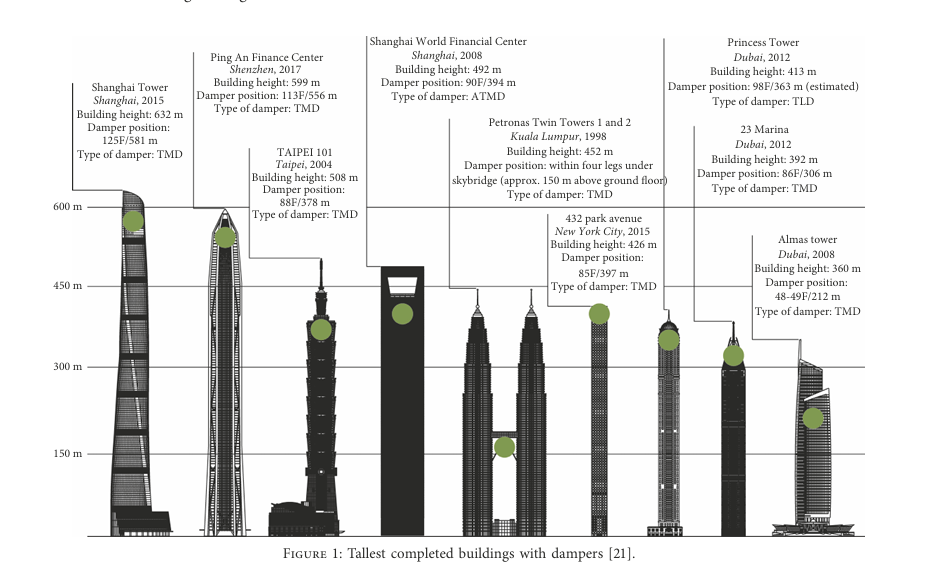 Shanghai Tower
Shanghai, 2015
Building height: 632 m
Damper position:
125F/581 m
Type of damper: TMD
Ping An Finance Center
Shenzhen, 2017
Building height: 599 m
Damper position: 113F/556 m
Type of damper: TMD
TAIPEI 101
Taipei, 2004
Building height: 508 m
Damper position:
88F/378 m
Type of damper: TMD
Shanghai World Financial Center
Shanghai, 2008
Building height: 492 m
Damper position: 90F/394 m
Type of damper: ATMD
Petronas Twin Towers 1 and 2
Kuala Lumpur, 1998
Building height: 452 m
Damper position: within four legs under
skybridge (approx. 150 m above ground floor)
Type of damper: TMD
432 park avenue
New York City, 2015
Building height: 426 m
Damper position:
85F/397 m
Type of damper: TMD
Princess Tower
Dubai, 2012
Building height: 413 m
Damper position: 98F/363 m (estimated)
Type of damper: TLD
23 Marina
Dubai, 2012
Building height: 392 m
Damper position: 86F/306 m
Type of damper: TMD
Almas tower
Dubai, 2008
Building height: 360 m
Damper position:
48-49F/212 m
Type of damper: TMD
600 m
450 m
300 m
150 m
Figure 1: Tallest completed buildings with dampers [21].